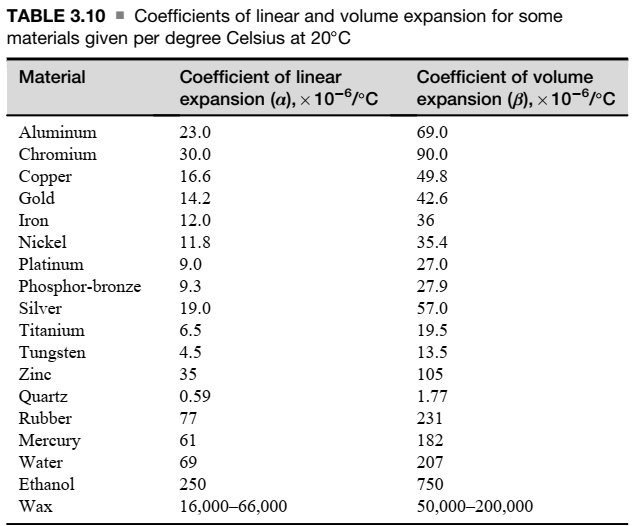 TABLE 3.10 ■ Coefficients of linear and volume expansion for some
materials given per degree Celsius at 20°C
Material Coefficient of linear expansion (α), ×10⁻⁶/°C Coefficient of volume expansion (β), ×10⁻⁶/°C
Aluminum 23.0 69.0
Chromium 30.0 90.0
Copper 16.6 49.8
Gold 14.2 42.6
Iron 12.0 36
Nickel 11.8 35.4
Platinum 9.0 27.0
Phosphor-bronze 9.3 27.9
Silver 19.0 57.0
Titanium 6.5 19.5
Tungsten 4.5 13.5
Zinc 35 105
Quartz 0.59 1.77
Rubber 77 231
Mercury 61 182
Water 69 207
Ethanol 250 750
Wax 16,000–66,000 50,000–200,000